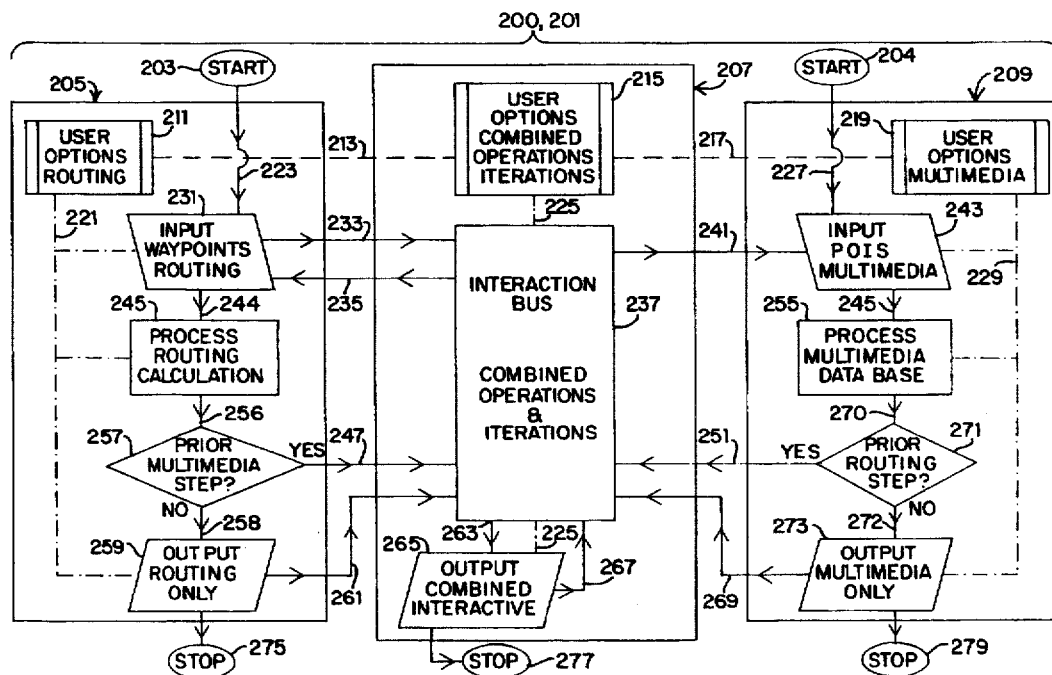 200, 201
203
START
204
START
205
207
209
211
USER
OPTIONS
ROUTING
213
215
USER
OPTIONS
COMBINED
OPERATIONS
ITERATIONS
217
219
USER
OPTIONS
MULTIMEDIA
221
223
225
227
229
231
INPUT
WAYPOINTS
ROUTING
233
235
237
INTERACTION
BUS
COMBINED
OPERATIONS
&
ITERATIONS
241
243
INPUT
POIS
MULTIMEDIA
244
245
PROCESS
ROUTING
CALCULATION
245
255
PROCESS
MULTIMEDIA
DATA BASE
256
257
PRIOR
MULTIMEDIA
STEP?
YES
247
NO
258
251
270
271
YES
PRIOR
ROUTING
STEP?
NO
272
259
OUTPUT
ROUTING
ONLY
261
263
225
265
OUTPUT
COMBINED
INTERACTIVE
267
269
273
OUTPUT
MULTIMEDIA
ONLY
STOP
275
STOP
277
STOP
279